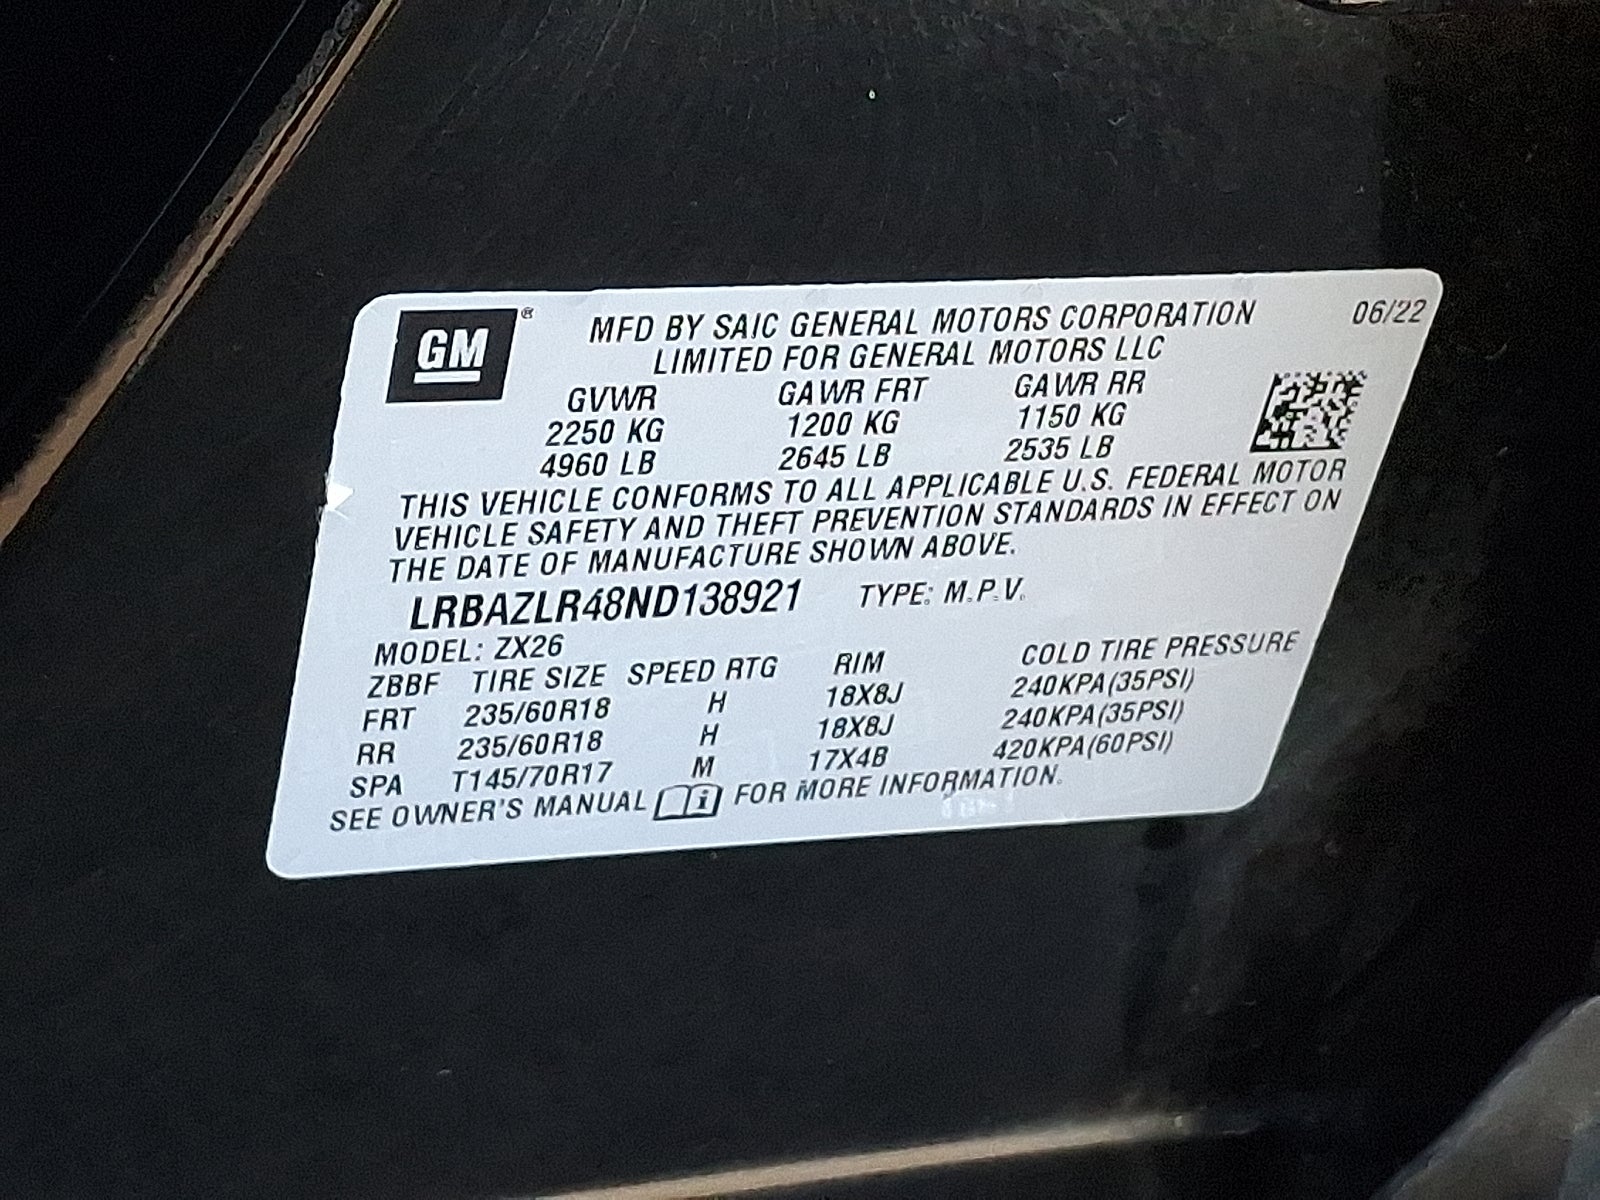 GM®
MFD BY SAIC GENERAL MOTORS CORPORATION 06/22
LIMITED FOR GENERAL MOTORS LLC
GVWR GAWR FRT GAWR RR
2250 KG 1200 KG 1150 KG
4960 LB 2645 LB 2535 LB
THIS VEHICLE CONFORMS TO ALL APPLICABLE U.S. FEDERAL MOTOR
VEHICLE SAFETY AND THEFT PREVENTION STANDARDS IN EFFECT ON
THE DATE OF MANUFACTURE SHOWN ABOVE.
LRBAZLR48ND138921 TYPE: M.P.V.
MODEL: ZX26
ZBBF TIRE SIZE SPEED RTG RIM COLD TIRE PRESSURE
FRT 235/60R18 H 18X8J 240KPA(35PSI)
RR 235/60R18 H 18X8J 240KPA(35PSI)
SPA T145/70R17 M 17X4B 420KPA(60PSI)
SEE OWNER'S MANUAL i FOR MORE INFORMATION.